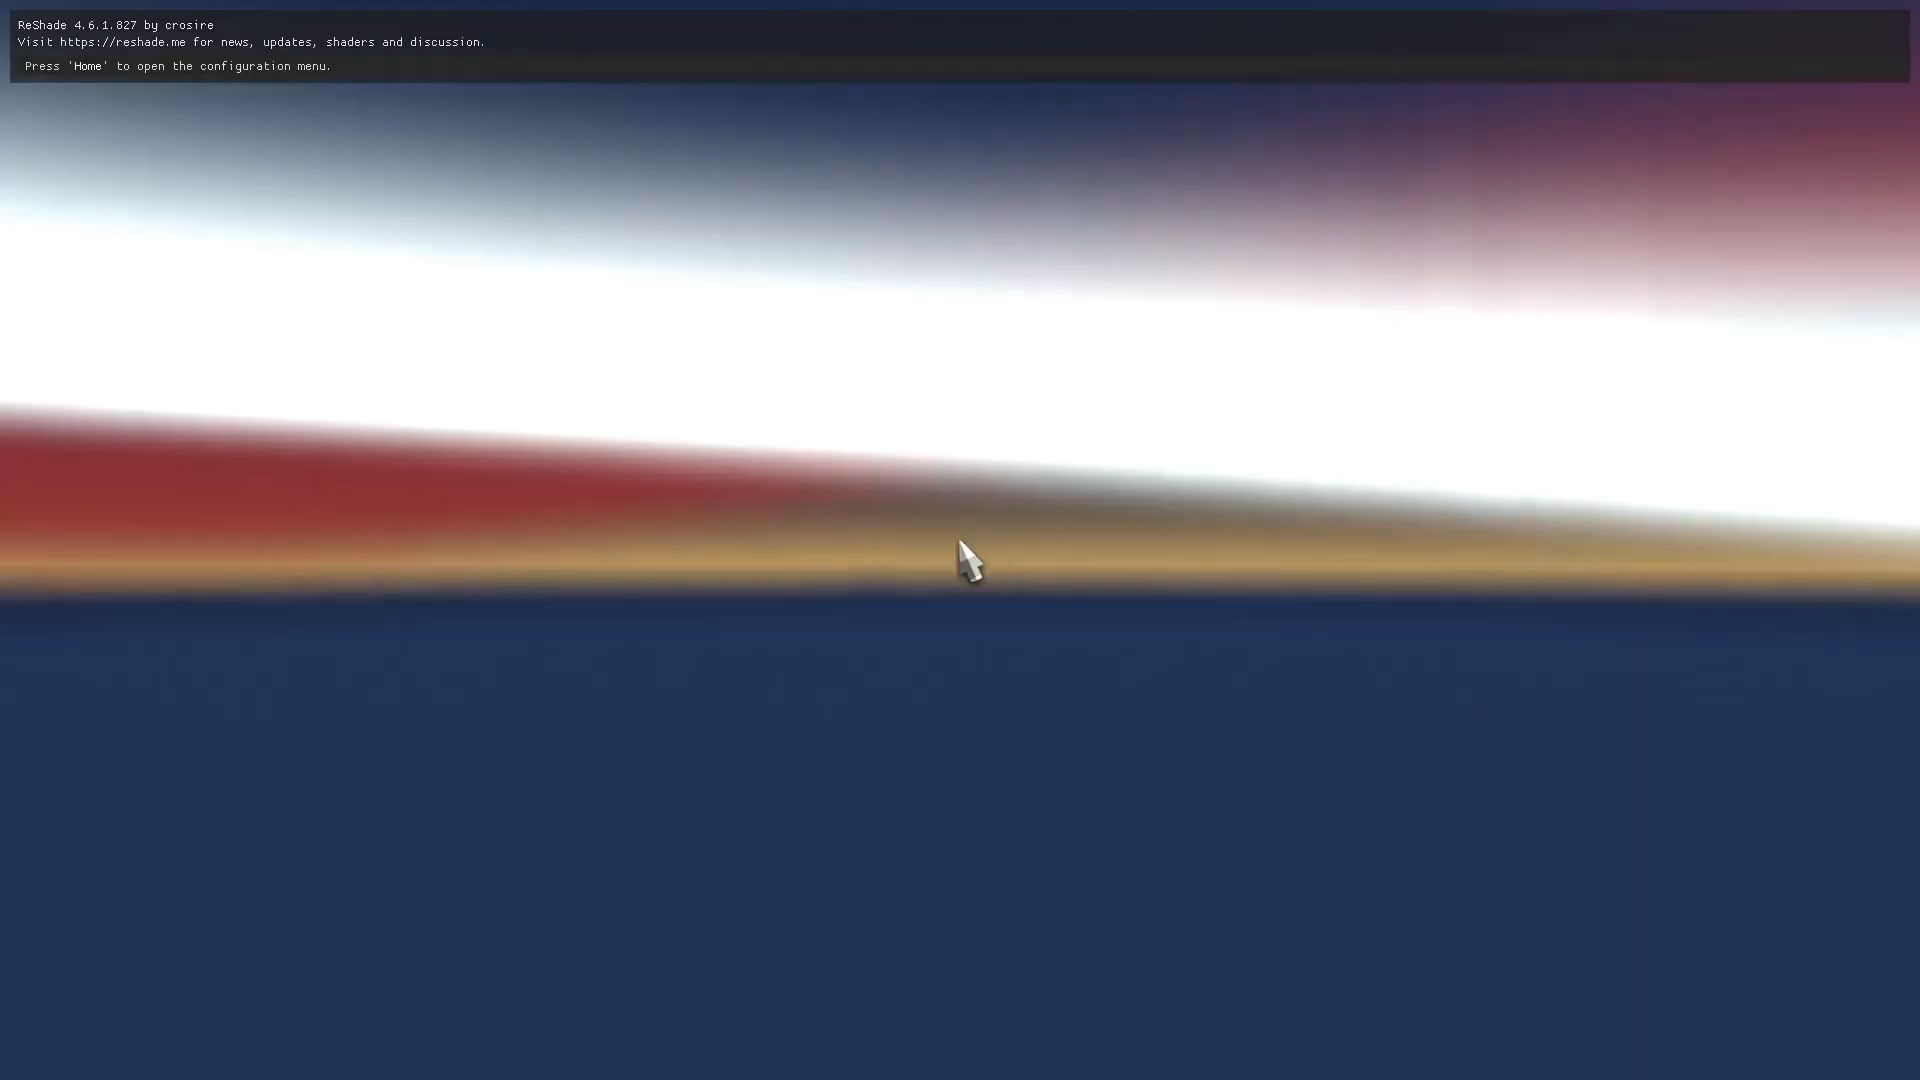 ReShade 4.6.1.827 by crosire
Visit https://reshade.me for news, updates, shaders and discussion.
Press 'Home' to open the configuration menu.